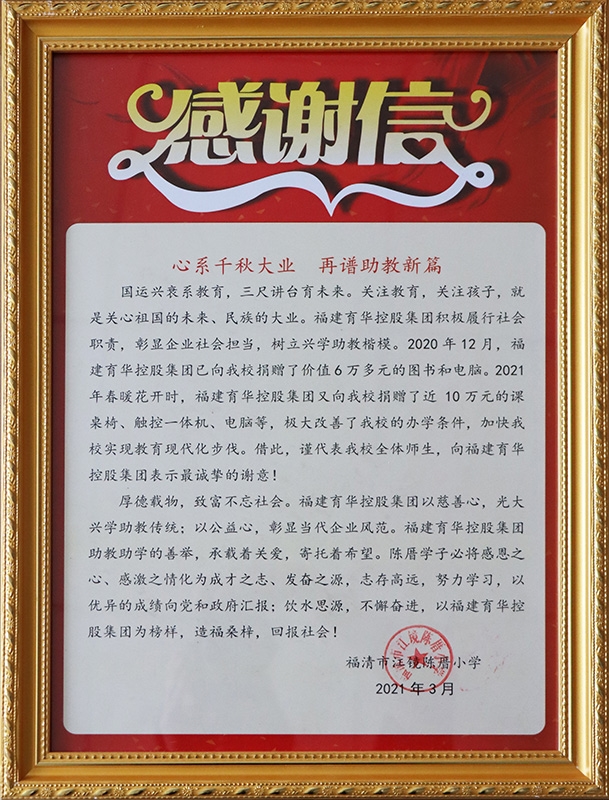 感谢信
心系千秋大业 再谱助教新篇
国运兴衰系教育，三尺讲台育未来。关注教育，关注孩子，就
是关心祖国的未来、民族的大业。福建育华控股集团积极履行社会
职责，彰显企业社会担当，树立兴学助教楷模。2020 年 12 月，福
建育华控股集团已向我校捐赠了价值 6 万多元的图书和电脑。2021
年春暖花开时，福建育华控股集团又向我校捐赠了近 10 万元的课
桌椅、触控一体机、电脑等，极大改善了我校的办学条件，加快我
校实现教育现代化步伐。借此，谨代表我校全体师生，向福建育华
控股集团表示最诚挚的谢意！
厚德载物，致富不忘社会。福建育华控股集团以慈善心，光大
兴学助教传统；以公益心，彰显当代企业风范。福建育华控股集团
助教助学的善举，承载着关爱，寄托着希望。陈厝学子必将感恩之
心、感激之情化为成才之志、发奋之源，志存高远，努力学习，以
优异的成绩向党和政府汇报；饮水思源，不懈奋进，以福建育华控
股集团为榜样，造福桑梓，回报社会！
福清市江镜陈厝小学
2021 年 3 月